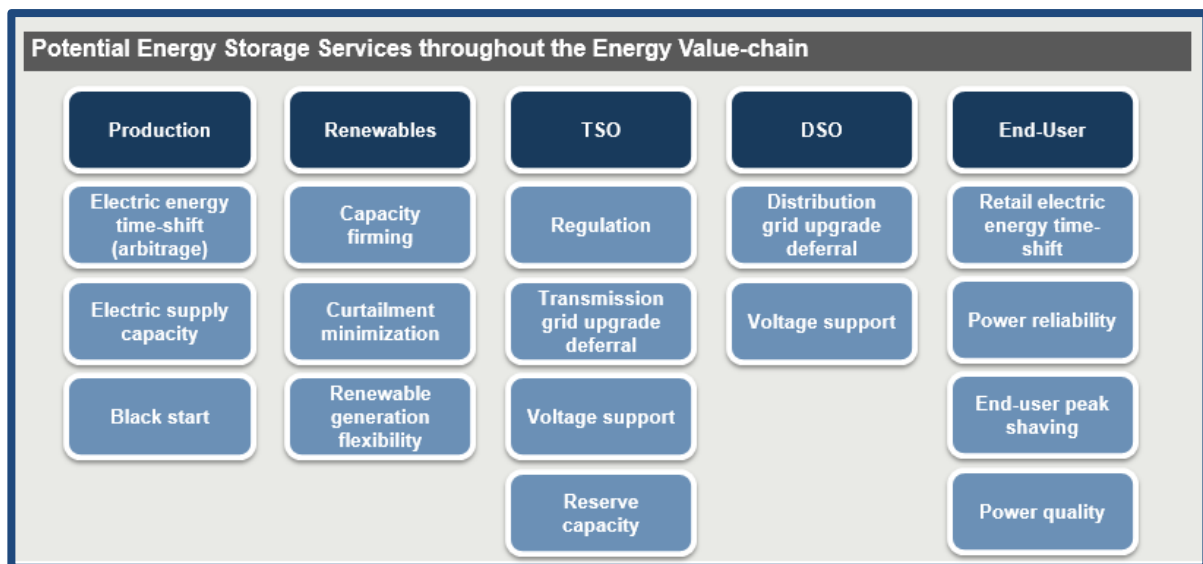 Potential Energy Storage Services throughout the Energy Value-chain
Production
Electric energy
time-shift
(arbitrage)
Electric supply
capacity
Black start
Renewables
Capacity
firming
Curtailment
minimization
Renewable
generation
flexibility
TSO
Regulation
Transmission
grid upgrade
deferral
Voltage support
Reserve
capacity
DSO
Distribution
grid upgrade
deferral
Voltage support
End-User
Retail electric
energy time-
shift
Power reliability
End-user peak
shaving
Power quality